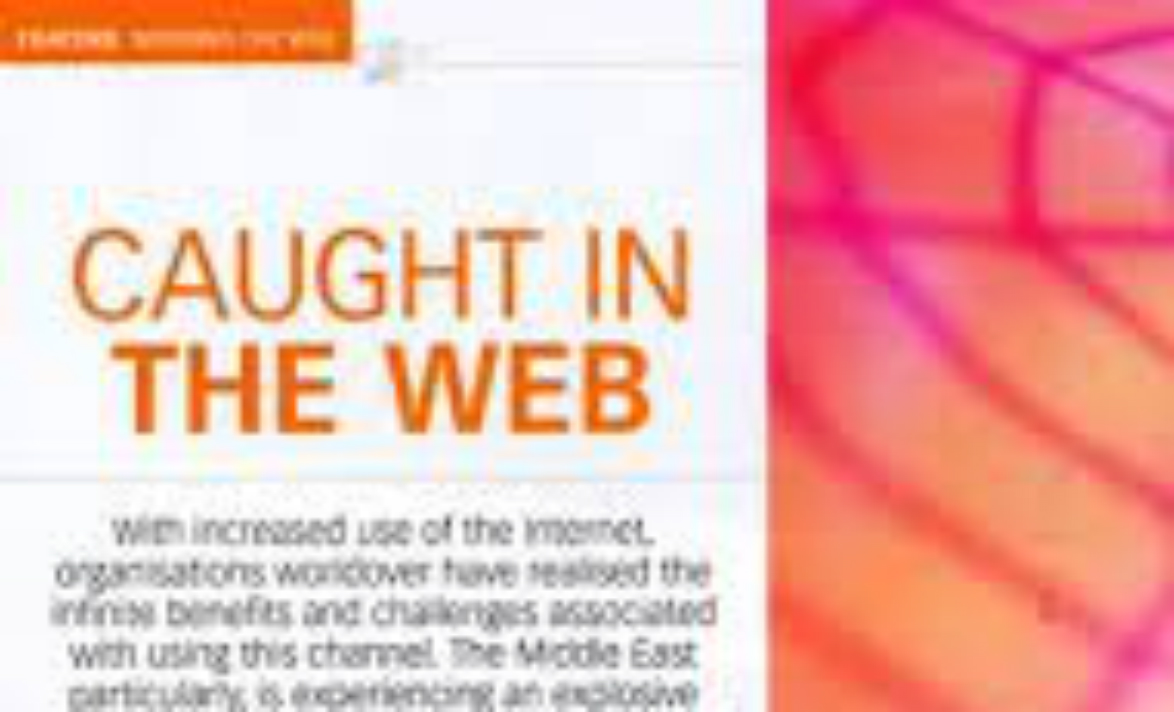 CAUGHT IN
THE WEB
With increased use of the Internet,
organisations worldover have realised the
infinite benefits and challenges associated
with using this channel. The Middle East
particularly, is experiencing an explosive